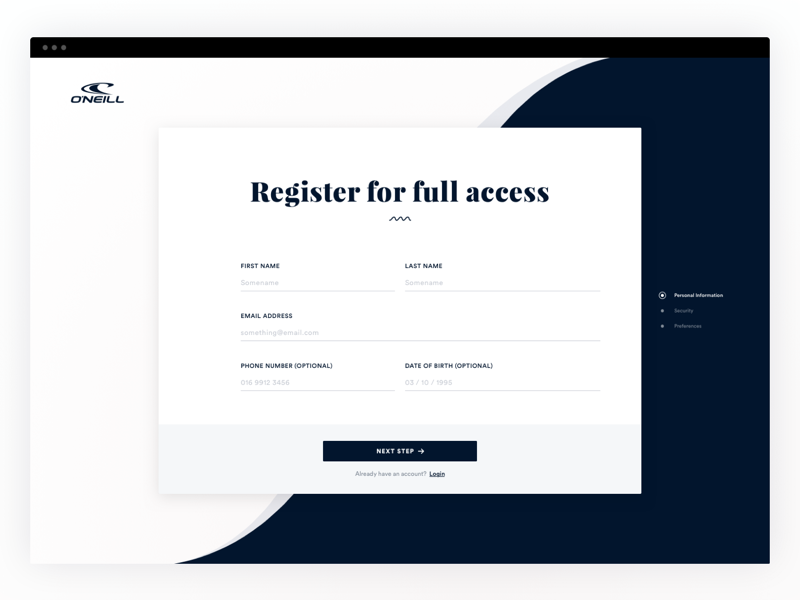 O'NEILL
Register for full access
FIRST NAME
LAST NAME
Somename
Somename
EMAIL ADDRESS
something@email.com
PHONE NUMBER (OPTIONAL)
DATE OF BIRTH (OPTIONAL)
016 9912 3456
03 / 10 / 1993
NEXT STEP →
Already have an account? Login
Personal Information
Security
Preferences